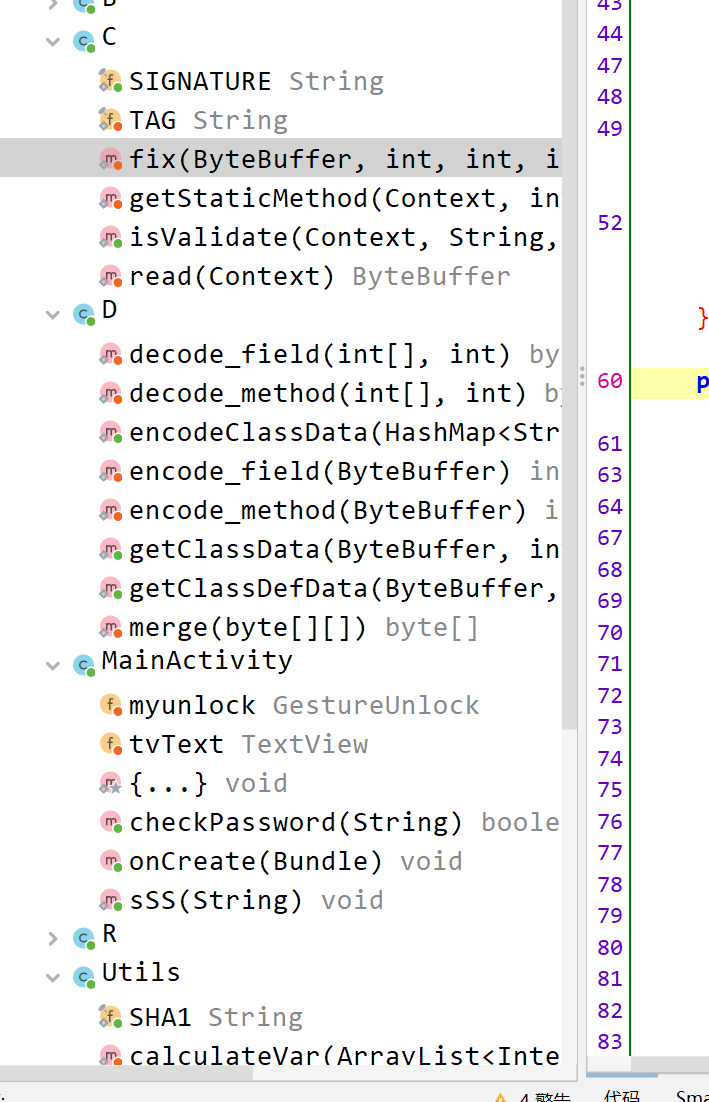 C
SIGNATURE String
TAG String
fix(ByteBuffer, int, int, i
getStaticMethod(Context, in
isValidate(Context, String,
read(Context) ByteBuffer
D
decode_field(int[], int) by
decode_method(int[], int) b
encodeClassData(HashMap<Str
encode_field(ByteBuffer) int
encode_method(ByteBuffer) i
getClassData(ByteBuffer, int
getClassDefData(ByteBuffer,
merge(byte[][]) byte[]
MainActivity
myunlock GestureUnlock
tvText TextView
{...} void
checkPassword(String) boole
onCreate(Bundle) void
sSS(String) void
R
Utils
SHA1 String
calculateVar(ArrayList<Inte
43
44
47
48
49
52
}
60 p
61
63
64
67
68
69
70
71
72
73
74
75
76
77
78
79
80
81
82
83
4 警告 代码 Sma